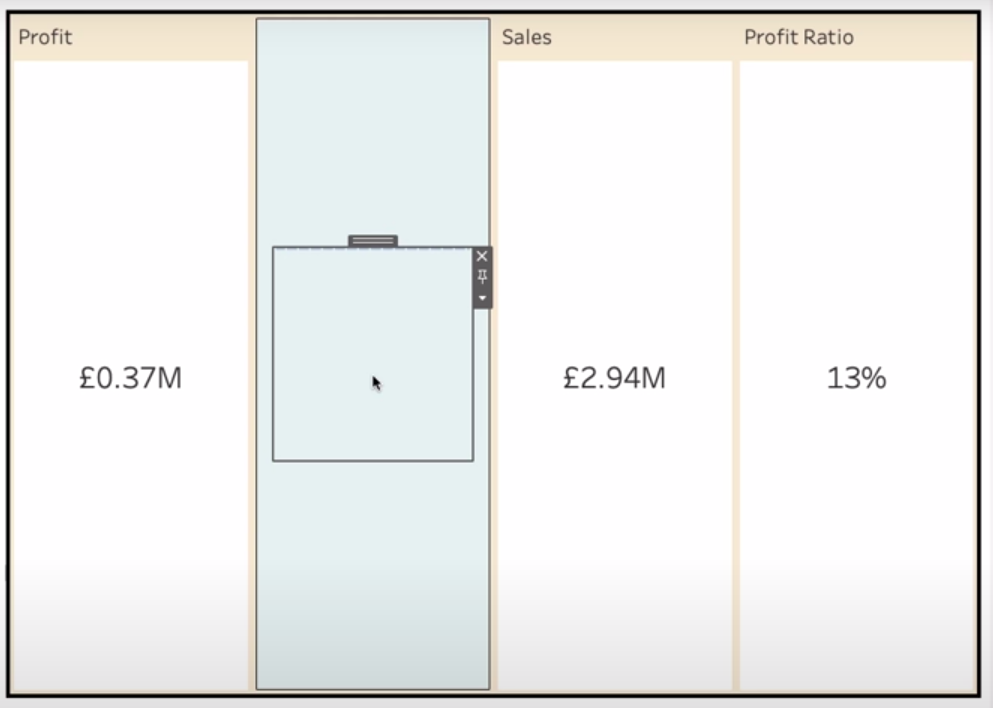 Profit
Sales
Profit Ratio
£0.37M
£2.94M
13%